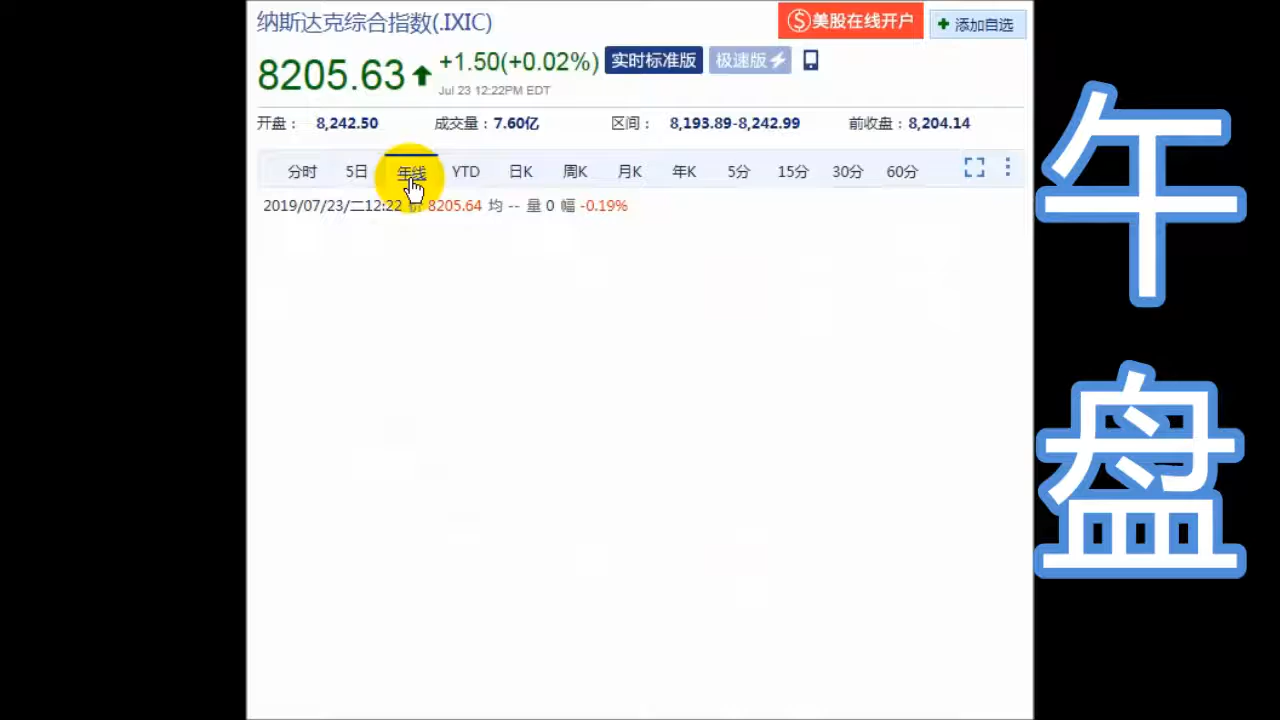 纳斯达克综合指数(.IXIC)
美股在线开户
添加自选
8205.63
+1.50(+0.02%)
实时标准版
极速版
Jul 23 12:22PM EDT
开盘： 8,242.50 成交量：7.60亿 区间： 8,193.89-8,242.99 前收盘：8,204.14
分时 5日 年线 YTD 日K 周K 月K 年K 5分 15分 30分 60分
2019/07/23/二12:22 价 8205.64 均 -- 量 0 幅 -0.19%
午
盘